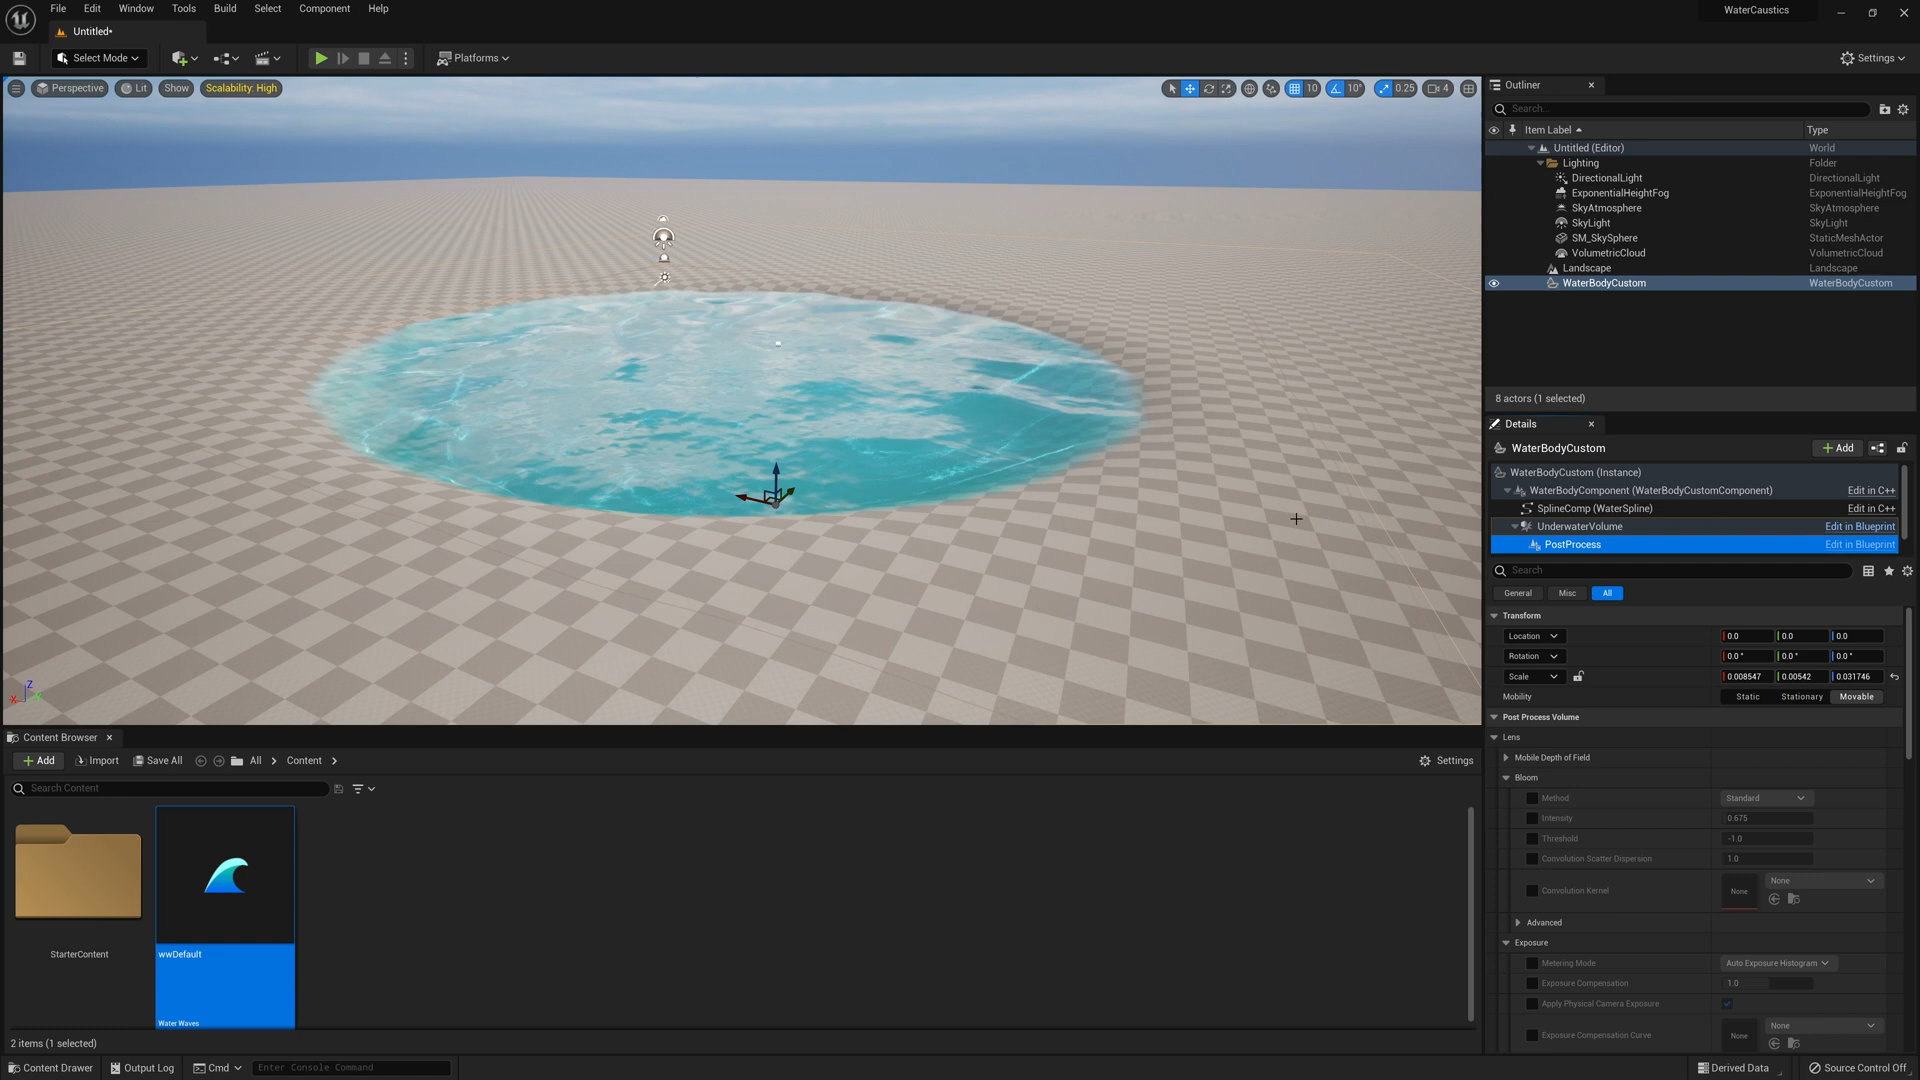 File Edit Window Tools Build Select Component Help
WaterCaustics
Untitled*
Select Mode
Platforms
Settings
Perspective Lit Show Scalability: High
10 10° 0.25 4
Z
X
Outliner
Search...
Item Label Type
Untitled (Editor) World
Lighting Folder
DirectionalLight DirectionalLight
ExponentialHeightFog ExponentialHeightFog
SkyAtmosphere SkyAtmosphere
SkyLight SkyLight
SM_SkySphere StaticMeshActor
VolumetricCloud VolumetricCloud
Landscape Landscape
WaterBodyCustom WaterBodyCustom
8 actors (1 selected)
Details
WaterBodyCustom + Add
WaterBodyCustom (Instance)
WaterBodyComponent (WaterBodyCustomComponent) Edit in C++
SplineComp (WaterSpline) Edit in C++
UnderwaterVolume Edit in Blueprint
PostProcess Edit in Blueprint
Search
General Misc All
Transform
Location 0.0 0.0 0.0
Rotation 0.0 ° 0.0 ° 0.0 °
Scale 0.008547 0.00542 0.031746
Mobility Static Stationary Movable
Post Process Volume
Lens
Mobile Depth of Field
Bloom
Method Standard
Intensity 0.675
Threshold -1.0
Convolution Scatter Dispersion 1.0
Convolution Kernel None None
Advanced
Exposure
Metering Mode Auto Exposure Histogram
Exposure Compensation 1.0
Apply Physical Camera Exposure
Exposure Compensation Curve None None
Content Browser
+ Add Import Save All All Content Settings
Search Content
StarterContent
wwDefault
Water Waves
2 items (1 selected)
Content Drawer Output Log Cmd Enter Console Command Derived Data Source Control Off